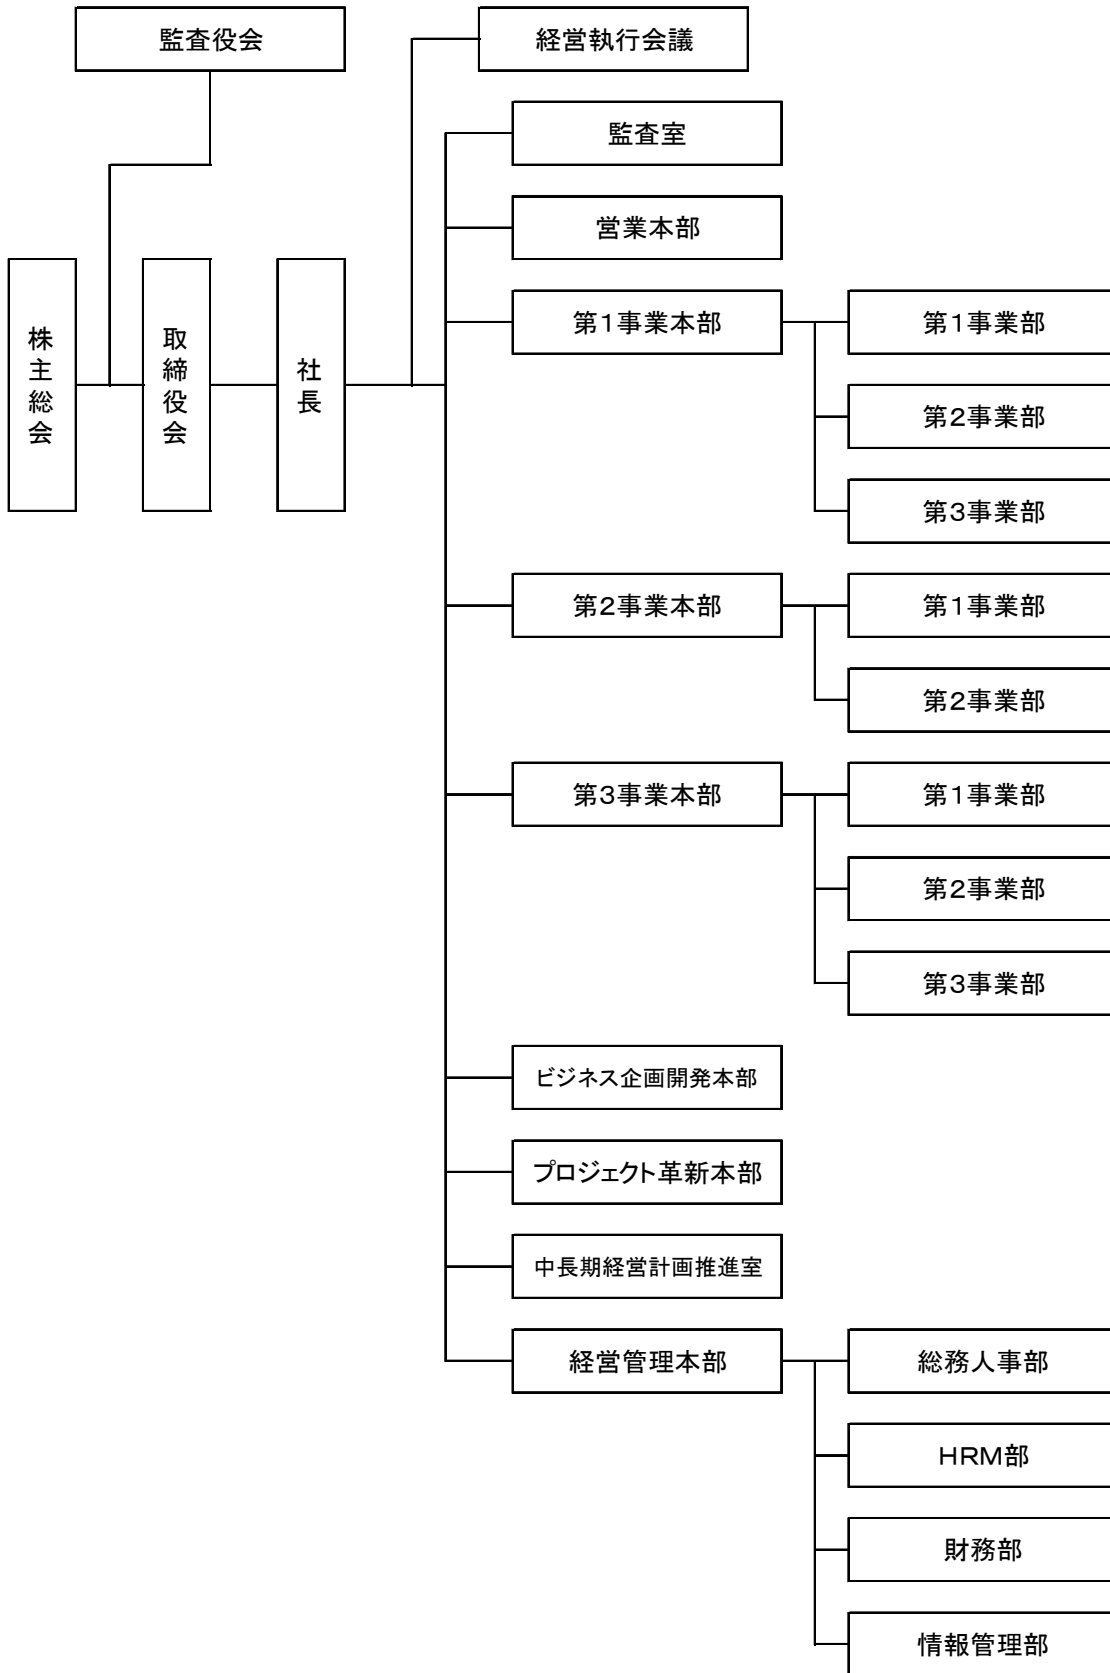 監査役会
経営執行会議
監査室
営業本部
株主総会
取締役会
社長
第1事業本部
第1事業部
第2事業部
第3事業部
第2事業本部
第1事業部
第2事業部
第3事業本部
第1事業部
第2事業部
第3事業部
ビジネス企画開発本部
プロジェクト革新本部
中長期経営計画推進室
経営管理本部
総務人事部
HRM部
財務部
情報管理部